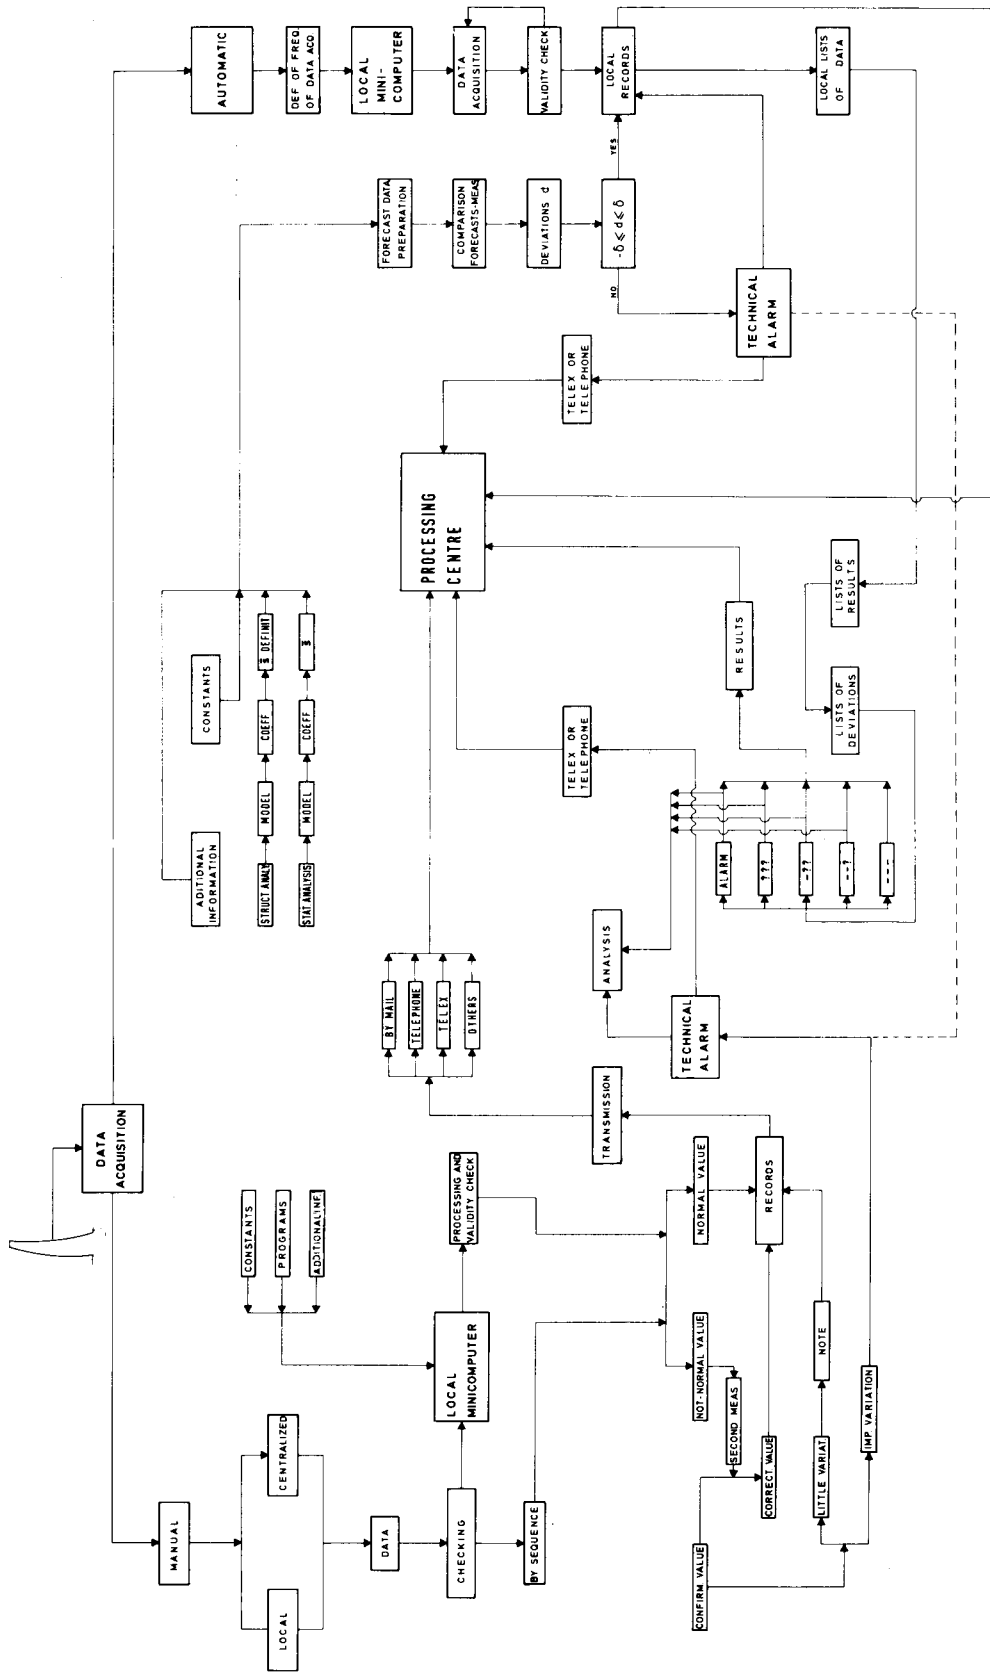 DATA
ACQUISITION
MANUAL
LOCAL
CENTRALIZED
DATA
CHECKING
BY SEQUENCE
CONSTANTS
PROGRAMS
ADDITIONAL INF
LOCAL
MINICOMPUTER
PROCESSING AND
VALIDITY CHECK
NOT-NORMAL VALUE
NORMAL VALUE
SECOND MEAS
CONFIRM VALUE
CORRECT VALUE
RECORDS
LITTLE VARIAT.
NOTE
IMP. VARIATION
TRANSMISSION
BY MAIL
TELEPHONE
TELEX
OTHERS
TECHNICAL
ALARM
ANALYSIS
ALARM
???
-??
--?
---
TELEX OR
TELEPHONE
RESULTS
LISTS OF
DEVIATIONS
LISTS OF
RESULTS
PROCESSING
CENTRE
ADITIONAL
INFORMATION
CONSTANTS
STRUCT ANALY
MODEL
COEFF
DEFINIT
STAT ANALYSIS
MODEL
COEFF
AUTOMATIC
DEF OF FREQ.
OF DATA ACQ.
LOCAL
MINI-
COMPUTER
DATA
ACQUISITION
VALIDITY CHECK
LOCAL
RECORDS
LOCAL LISTS
OF DATA
FORECAST DATA
PREPARATION
COMPARISON
FORECASTS-MEAS
DEVIATIONS d
-δ≤d≤δ
YES
NO
TECHNICAL
ALARM
TELEX OR
TELEPHONE